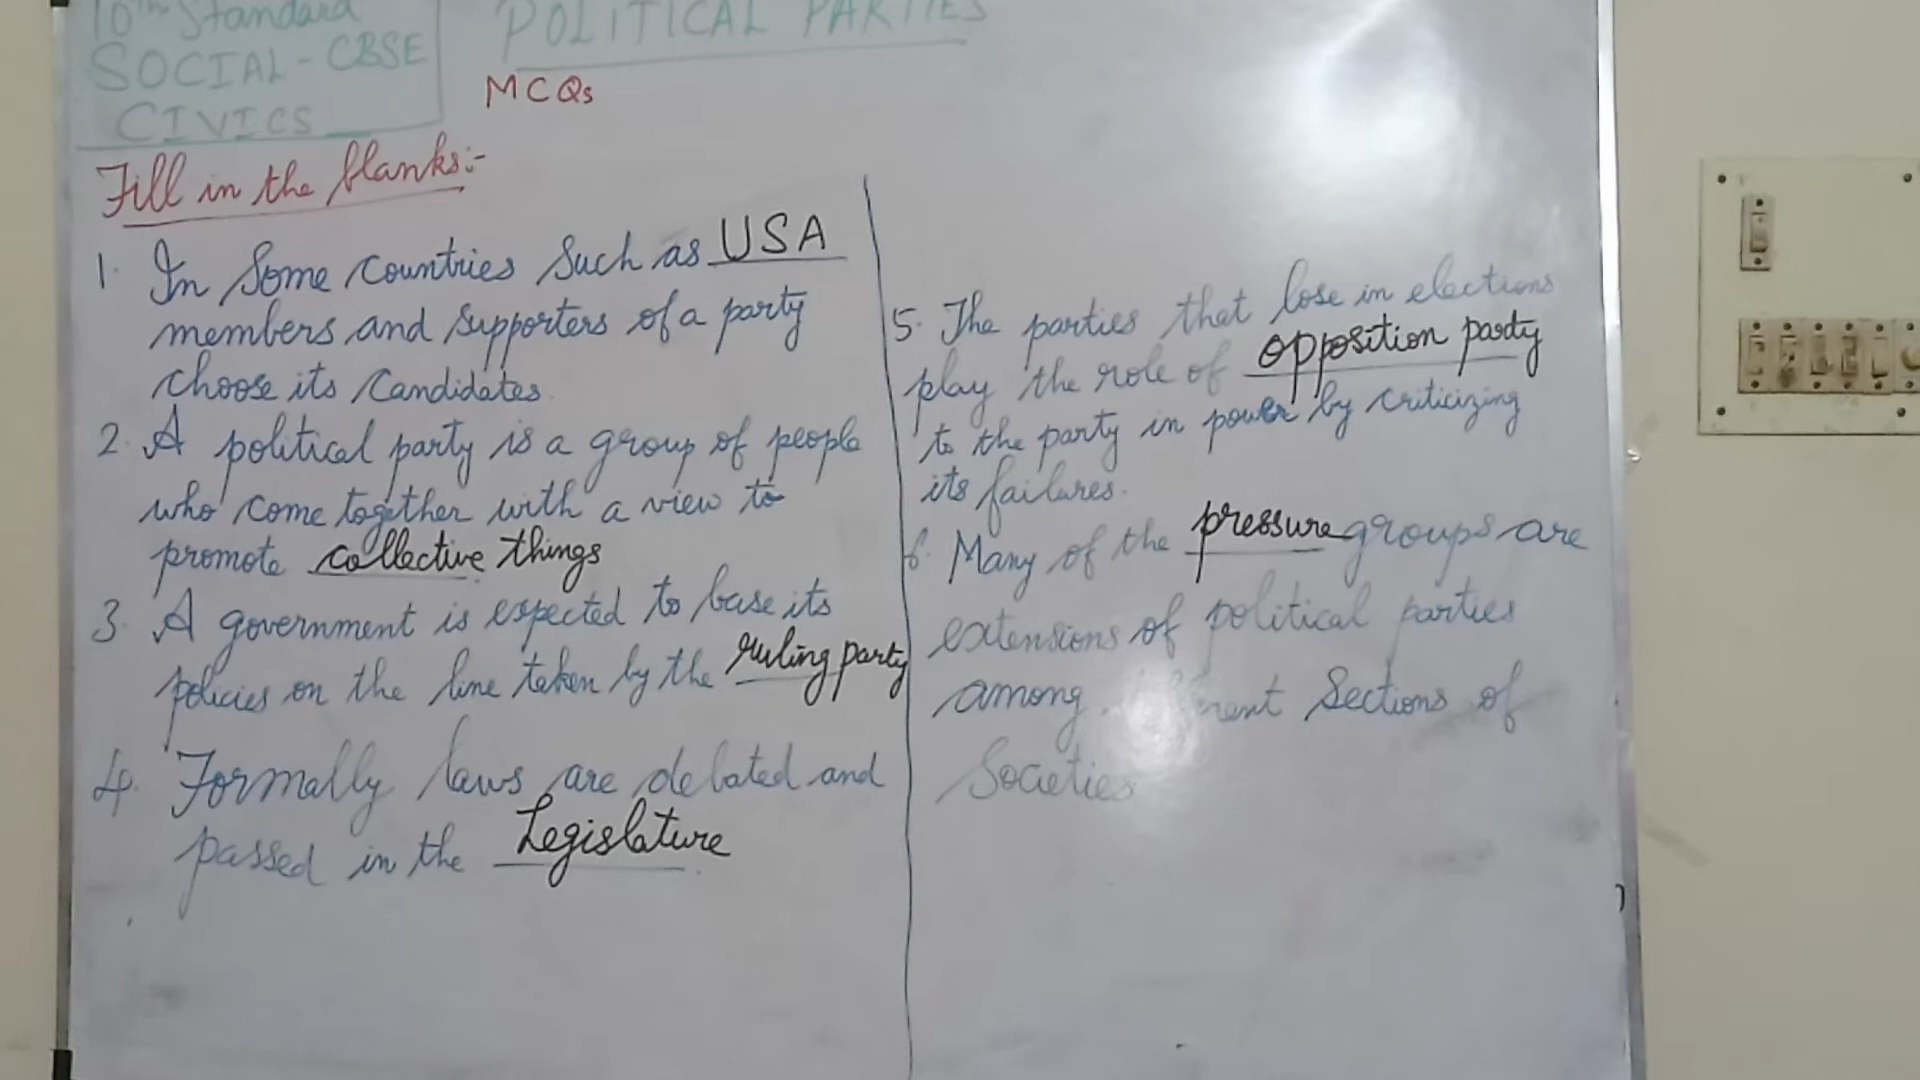 10th Standard
SOCIAL - CBSE
CIVICS
POLITICAL PARTIES
MCQs
Fill in the blanks:-
1. In Some Countries Such as USA
members and Supporters of a party
choose its Candidates.
2. A political party is a group of people
who come together with a view to
promote collective things
3. A government is expected to base its
policies on the line taken by the ruling party
4. Formally laws are debated and
passed in the Legislature
5. The parties that lose in elections
play the role of opposition party
to the party in power by criticizing
its failures.
6. Many of the pressure groups are
extensions of political parties
among Sections of
Societies